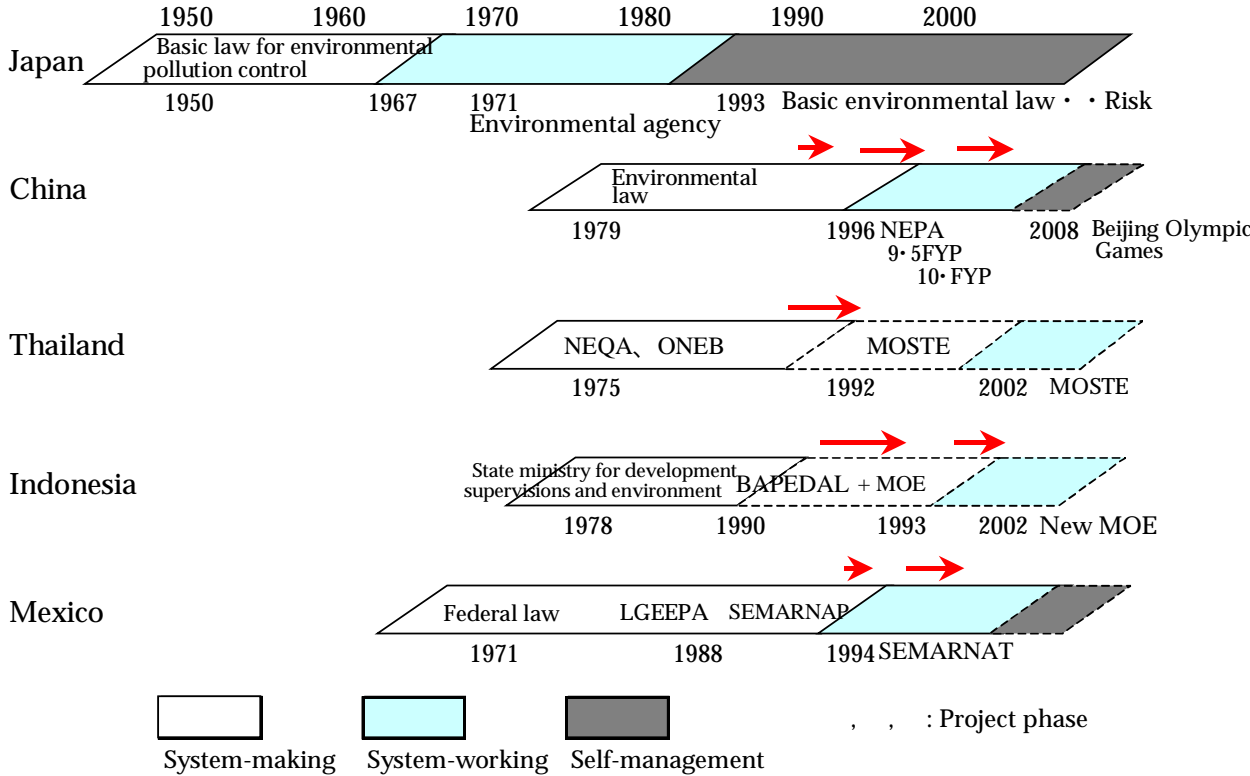 1950 1960 1970 1980 1990 2000
Japan
Basic law for environmental
pollution control
1950 1967 1971 1993 Basic environmental law・・Risk
Environmental agency
China
Environmental
law
1979 1996 NEPA 2008 Beijing Olympic
Games
9・5FYP
10・FYP
Thailand
NEQA、ONEB MOSTE
1975 1992 2002 MOSTE
Indonesia
State ministry for development
supervisions and environment
BAPEDAL + MOE
1978 1990 1993 2002 New MOE
Mexico
Federal law LGEEPA SEMARNAP
1971 1988 1994 SEMARNAT
, , : Project phase
System-making System-working Self-management